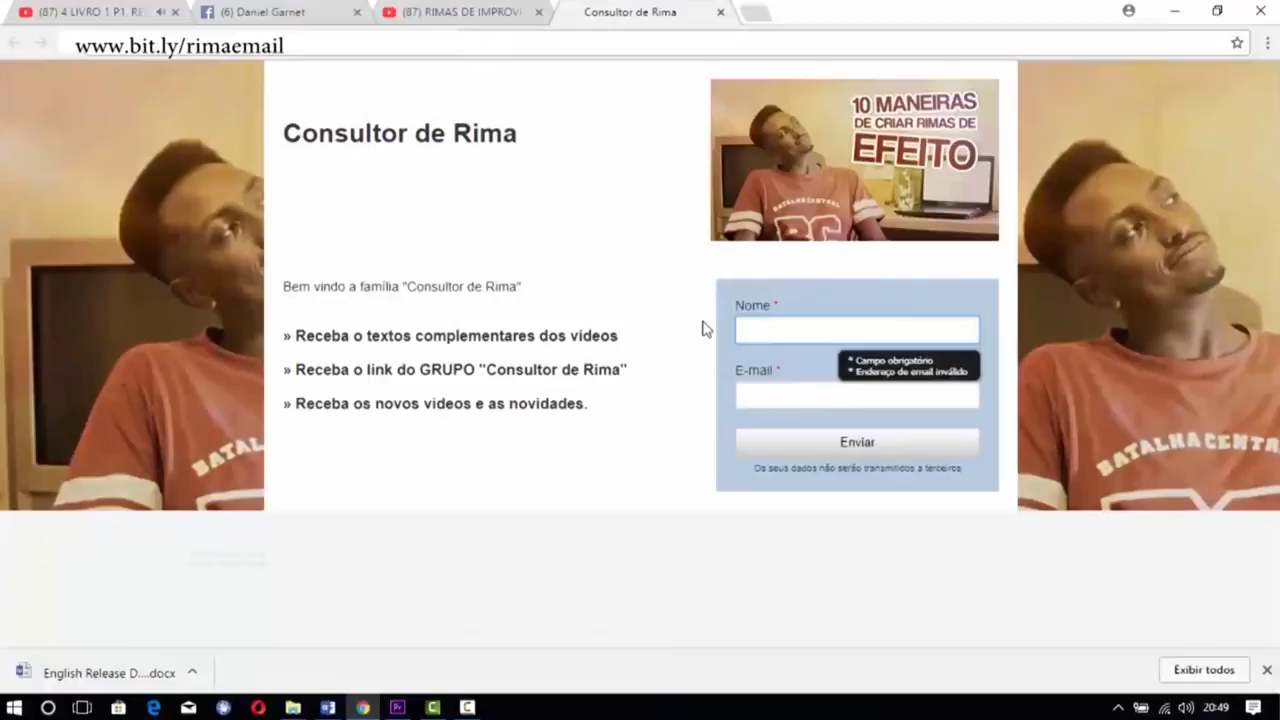 (87) 4 LIVRO 1 P1. RE
(6) Daniel Garnet
(87) RIMAS DE IMPROVI
Consultor de Rima
www.bit.ly/rimaemail
Consultor de Rima
10 MANEIRAS
DE CRIAR RIMAS DE
EFEITO
BATALHA CENTRAL
BC
Bem vindo a família "Consultor de Rima"
» Receba o textos complementares dos vídeos
» Receba o link do GRUPO "Consultor de Rima"
» Receba os novos videos e as novidades.
Nome *
* Campo obrigatório
* Endereço de email inválido
E-mail *
Enviar
Os seus dados não serão transmitidos a terceiros
BATALHA CENTRAL
English Release D....docx
Exibir todos
20:49